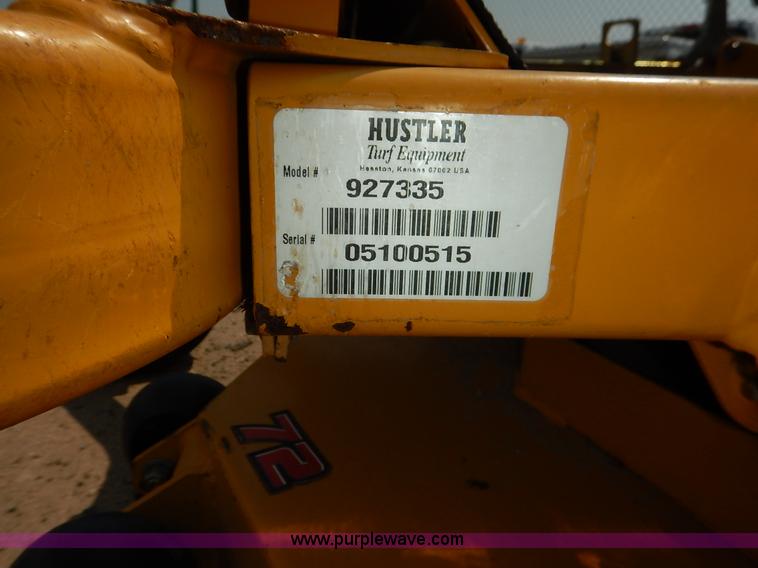 HUSTLER
Turf Equipment
Hesston, Kansas 67062 USA
Model # 927335
Serial # 05100515
72
www.purplewave.com